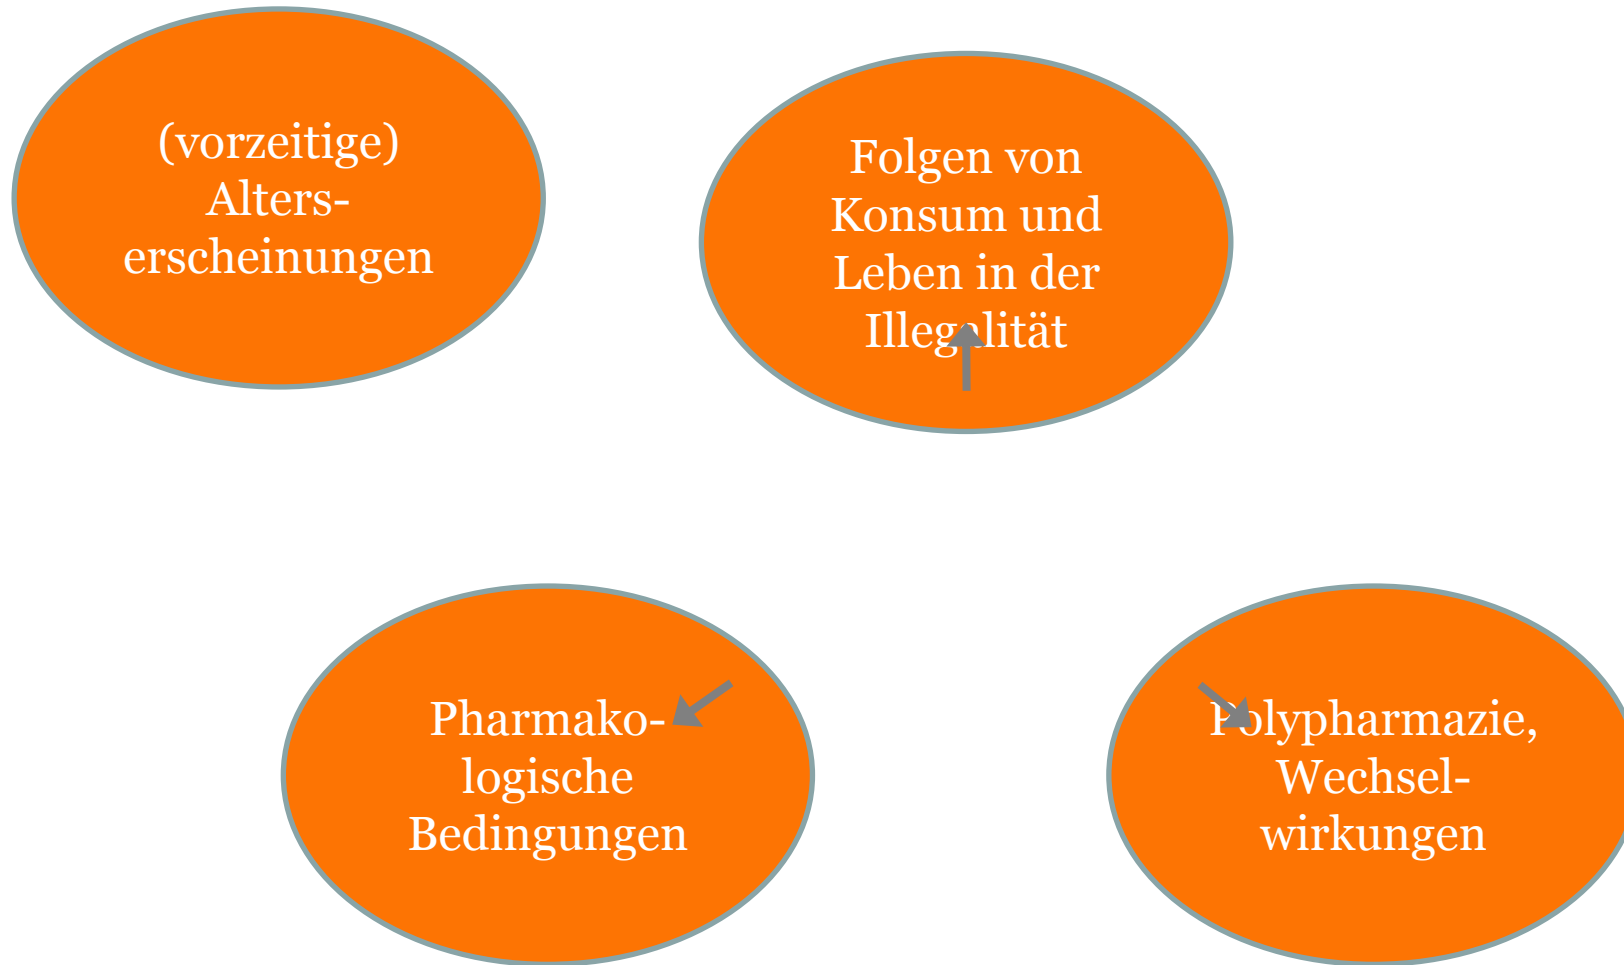 (vorzeitige)
Alters-
erscheinungen
Folgen von
Konsum und
Leben in der
Illegalität
Pharmako-
logische
Bedingungen
Polypharmazie,
Wechsel-
wirkungen